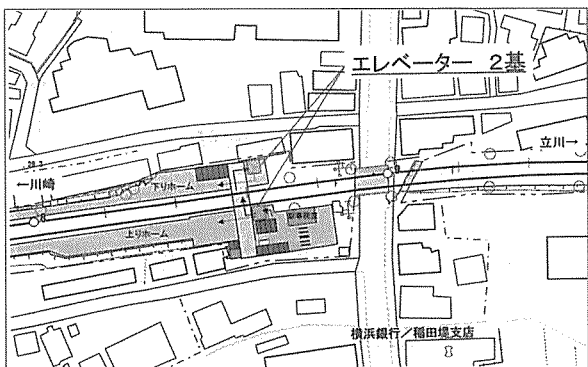 エレベーター 2基
立川→
←川崎
下りホーム
上りホーム
横浜銀行/稲田堤支店